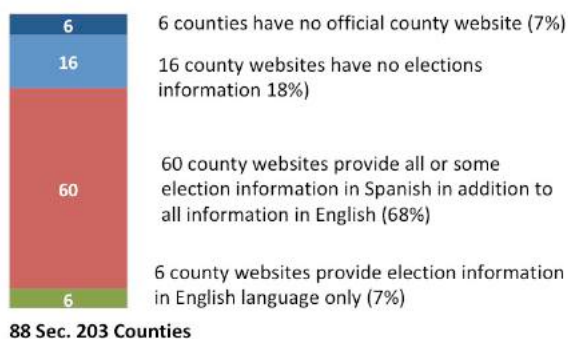 6
6 counties have no official county website (7%)
16
16 county websites have no elections
information 18%)
60
60 county websites provide all or some
election information in Spanish in addition to
all information in English (68%)
6
6 county websites provide election information
in English language only (7%)
88 Sec. 203 Counties